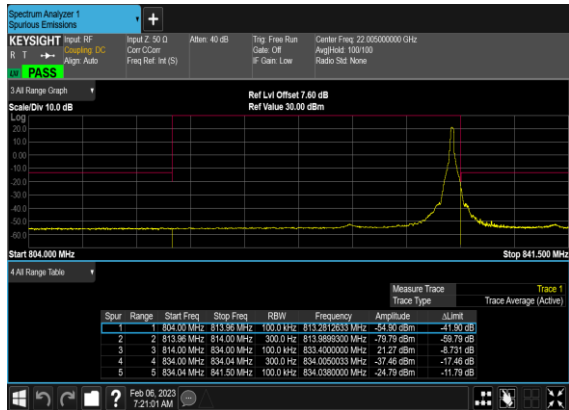 Spectrum Analyzer 1
Spurious Emissions
KEYSIGHT Input: RF Input Z: 50 Ω Atten: 40 dB Trig: Free Run Center Freq: 22.005000000 GHz
R T Coupling: DC Corr CCorr Gate: Off Avg|Hold: 100/100
Align: Auto Freq Ref: Int (S) IF Gain: Low Radio Std: None
PASS
3 All Range Graph
Ref Lvl Offset 7.60 dB
Scale/Div 10.0 dB Ref Value 30.00 dBm
Log
20.0
10.0
0.00
-10.0
-20.0
-30.0
-40.0
-50.0
-60.0
Start 804.000 MHz Stop 841.500 MHz
4 All Range Table
Measure Trace Trace 1
Trace Type Trace Average (Active)
Spur Range Start Freq Stop Freq RBW Frequency Amplitude ΔLimit
1 1 804.00 MHz 813.96 MHz 100.0 kHz 813.2812633 MHz -54.90 dBm -41.90 dB
2 2 813.96 MHz 814.00 MHz 300.0 Hz 813.9899300 MHz -79.79 dBm -59.79 dB
3 3 814.00 MHz 834.00 MHz 100.0 kHz 833.4000000 MHz 21.27 dBm -8.731 dB
4 4 834.00 MHz 834.04 MHz 300.0 Hz 834.0050033 MHz -37.46 dBm -17.46 dB
5 5 834.04 MHz 841.50 MHz 100.0 kHz 834.0380000 MHz -24.79 dBm -11.79 dB
? Feb 06, 2023
7:21:01 AM